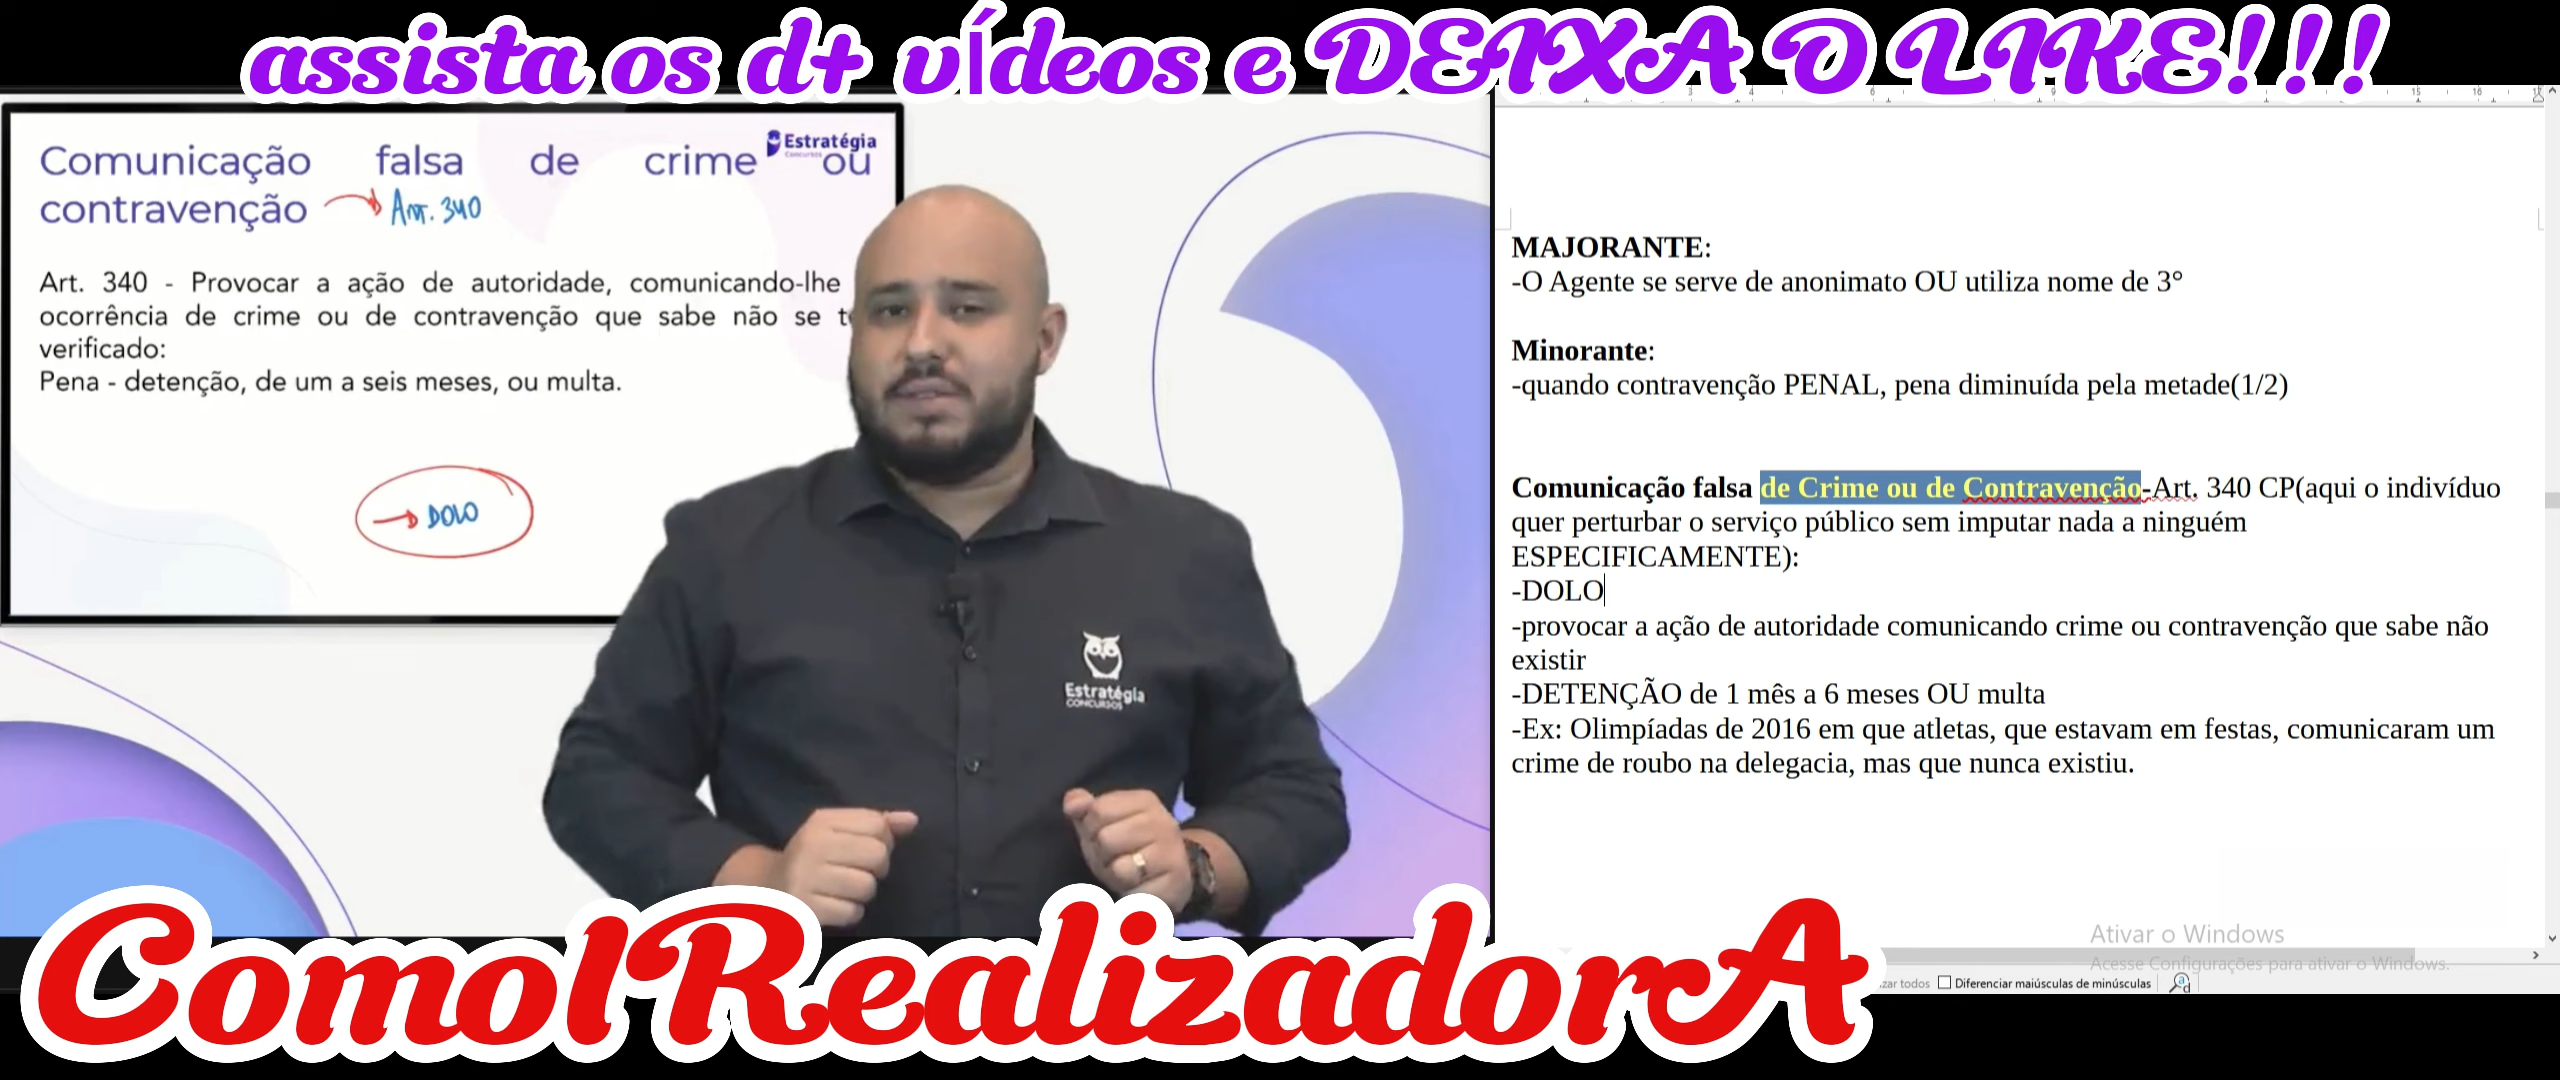 assista os d+ vídeos e DEIXA O LIKE!!!
Estratégia
Concursos
Comunicação falsa de crime ou
contravenção → Art. 340
Art. 340 - Provocar a ação de autoridade, comunicando-lhe
ocorrência de crime ou de contravenção que sabe não se
verificado:
Pena - detenção, de um a seis meses, ou multa.
→ DOLO
Estratégia
CONCURSOS
MAJORANTE:
-O Agente se serve de anonimato OU utiliza nome de 3°
Minorante:
-quando contravenção PENAL, pena diminuída pela metade(1/2)
Comunicação falsa de Crime ou de Contravenção-Art. 340 CP(aqui o indivíduo
quer perturbar o serviço público sem imputar nada a ninguém
ESPECIFICAMENTE):
-DOLO
-provocar a ação de autoridade comunicando crime ou contravenção que sabe não
existir
-DETENÇÃO de 1 mês a 6 meses OU multa
-Ex: Olimpíadas de 2016 em que atletas, que estavam em festas, comunicaram um
crime de roubo na delegacia, mas que nunca existiu.
Ativar o Windows
Acesse Configurações para ativar o Windows.
todos Diferenciar maiúsculas de minúsculas
ComoIRealizadorA